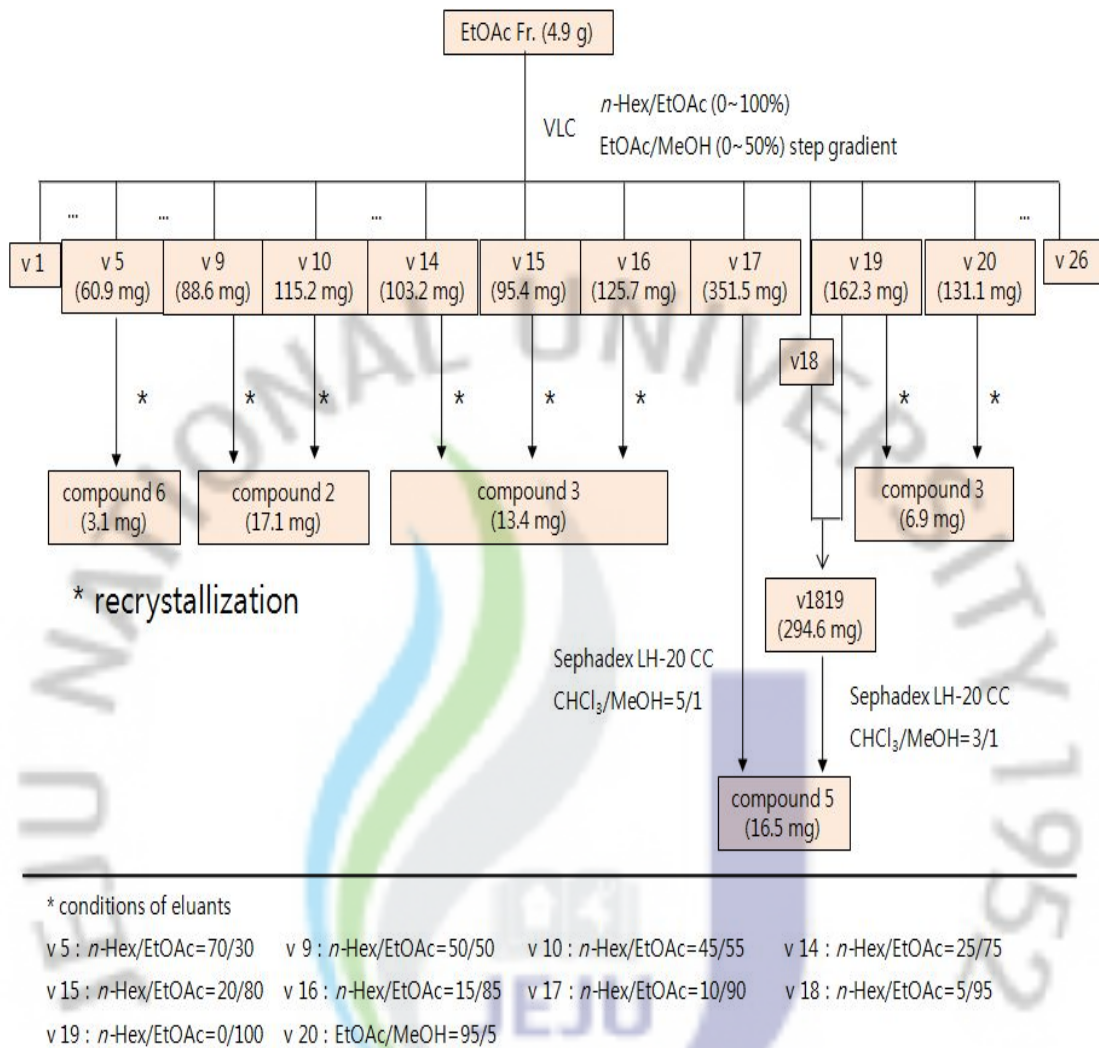 EtOAc Fr. (4.9 g)
VLC
n-Hex/EtOAc (0~100%)
EtOAc/MeOH (0~50%) step gradient
... ... ... ...
v 1
v 5
(60.9 mg)
v 9
(88.6 mg)
v 10
115.2 mg)
v 14
(103.2 mg)
v 15
(95.4 mg)
v 16
(125.7 mg)
v 17
(351.5 mg)
v 19
(162.3 mg)
v 20
(131.1 mg)
v 26
v18
* * * * * * * *
compound 6
(3.1 mg)
compound 2
(17.1 mg)
compound 3
(13.4 mg)
compound 3
(6.9 mg)
* recrystallization
v1819
(294.6 mg)
Sephadex LH-20 CC
CHCl₃/MeOH=5/1
Sephadex LH-20 CC
CHCl₃/MeOH=3/1
compound 5
(16.5 mg)
* conditions of eluants
v 5 : n-Hex/EtOAc=70/30 v 9 : n-Hex/EtOAc=50/50 v 10 : n-Hex/EtOAc=45/55 v 14 : n-Hex/EtOAc=25/75
v 15 : n-Hex/EtOAc=20/80 v 16 : n-Hex/EtOAc=15/85 v 17 : n-Hex/EtOAc=10/90 v 18 : n-Hex/EtOAc=5/95
v 19 : n-Hex/EtOAc=0/100 v 20 : EtOAc/MeOH=95/5
JEJU NATIONAL UNIVERSITY 1952
JEJU